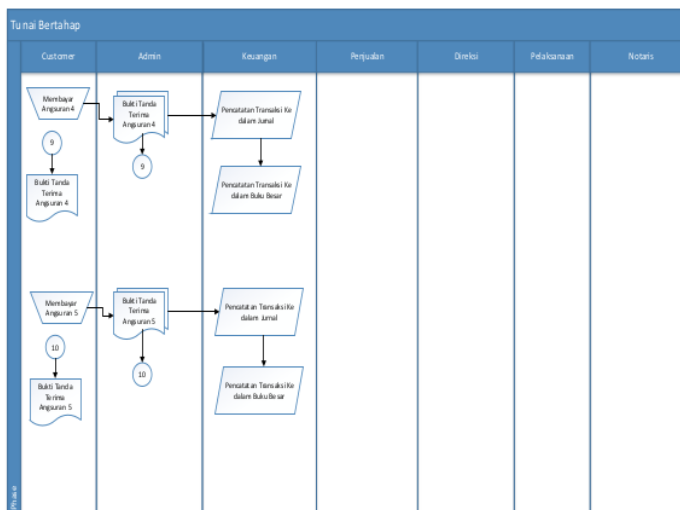 Tunai Bertahap
Customer
Admin
Keuangan
Penjualan
Direksi
Pelaksanaan
Notaris
Membayar
Angsuran 4
Bukti Tanda
Terima
Angsuran 4
Pencatatan Transaksi Ke
dalam Jurnal
9
9
Bukti Tanda
Terima
Angsuran 4
Pencatatan Transaksi Ke
dalam Buku Besar
Membayar
Angsuran 5
Bukti Tanda
Terima
Angsuran 5
Pencatatan Transaksi Ke
dalam Jurnal
10
10
Bukti Tanda
Terima
Angsuran 5
Pencatatan Transaksi Ke
dalam Buku Besar
Phase